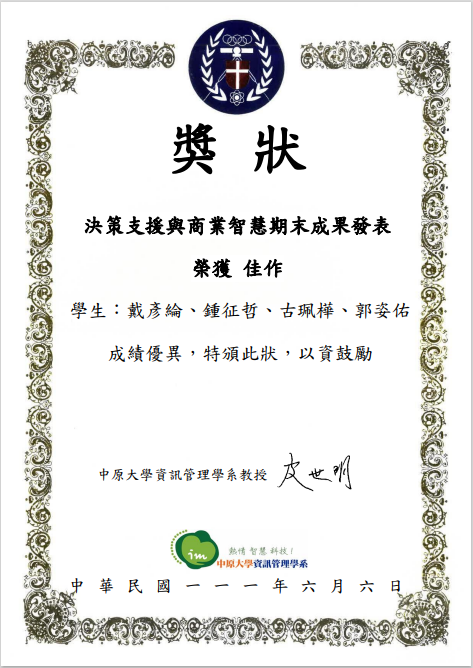 獎 狀
決策支援與商業智慧期末成果發表
榮獲 佳作
學生：戴彥綸、鍾征哲、古珮樺、郭姿佑
成績優異，特頒此狀，以資鼓勵
中原大學資訊管理學系教授 皮世明
im
熱情 智慧 科技！
中原大學資訊管理學系
中華民國一一一年六月六日